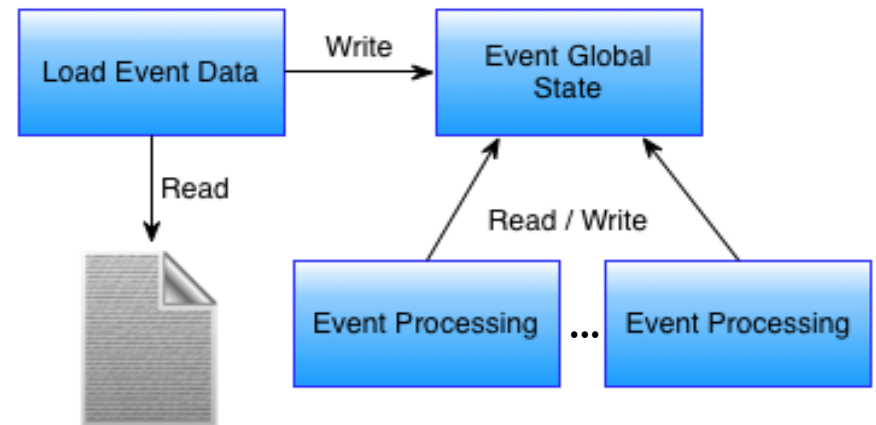 Load Event Data
Write
Event Global
State
Read
Read / Write
Event Processing
...
Event Processing